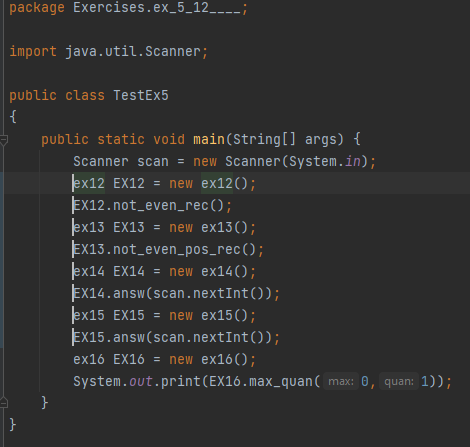 package Exercises.ex_5_12____;
import java.util.Scanner;
public class TestEx5
{
public static void main(String[] args) {
Scanner scan = new Scanner(System.in);
ex12 EX12 = new ex12();
EX12.not_even_rec();
ex13 EX13 = new ex13();
EX13.not_even_pos_rec();
ex14 EX14 = new ex14();
EX14.answ(scan.nextInt());
ex15 EX15 = new ex15();
EX15.answ(scan.nextInt());
ex16 EX16 = new ex16();
System.out.print(EX16.max_quan( max: 0, quan: 1));
}
}